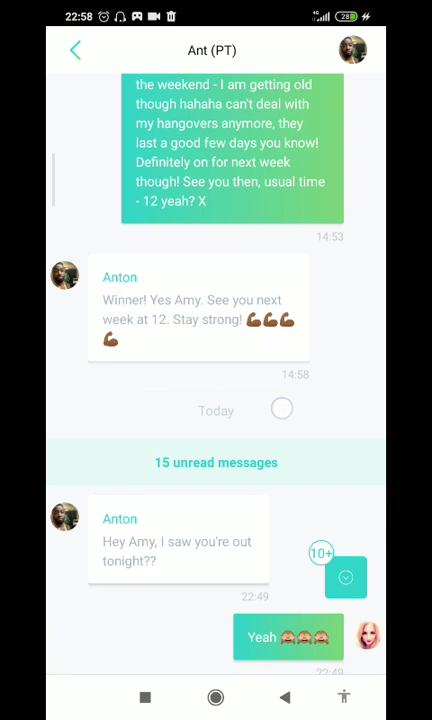 22:58
4G
28
Ant (PT)
the weekend - I am getting old
though hahaha can't deal with
my hangovers anymore, they
last a good few days you know!
Definitely on for next week
though! See you then, usual time
- 12 yeah? X
14:53
Anton
Winner! Yes Amy. See you next
week at 12. Stay strong! 💪🏾💪🏾💪🏾
💪🏾
14:58
Today
15 unread messages
Anton
Hey Amy, I saw you're out
tonight??
22:49
10+
Yeah 🙈🙈🙈
22:49